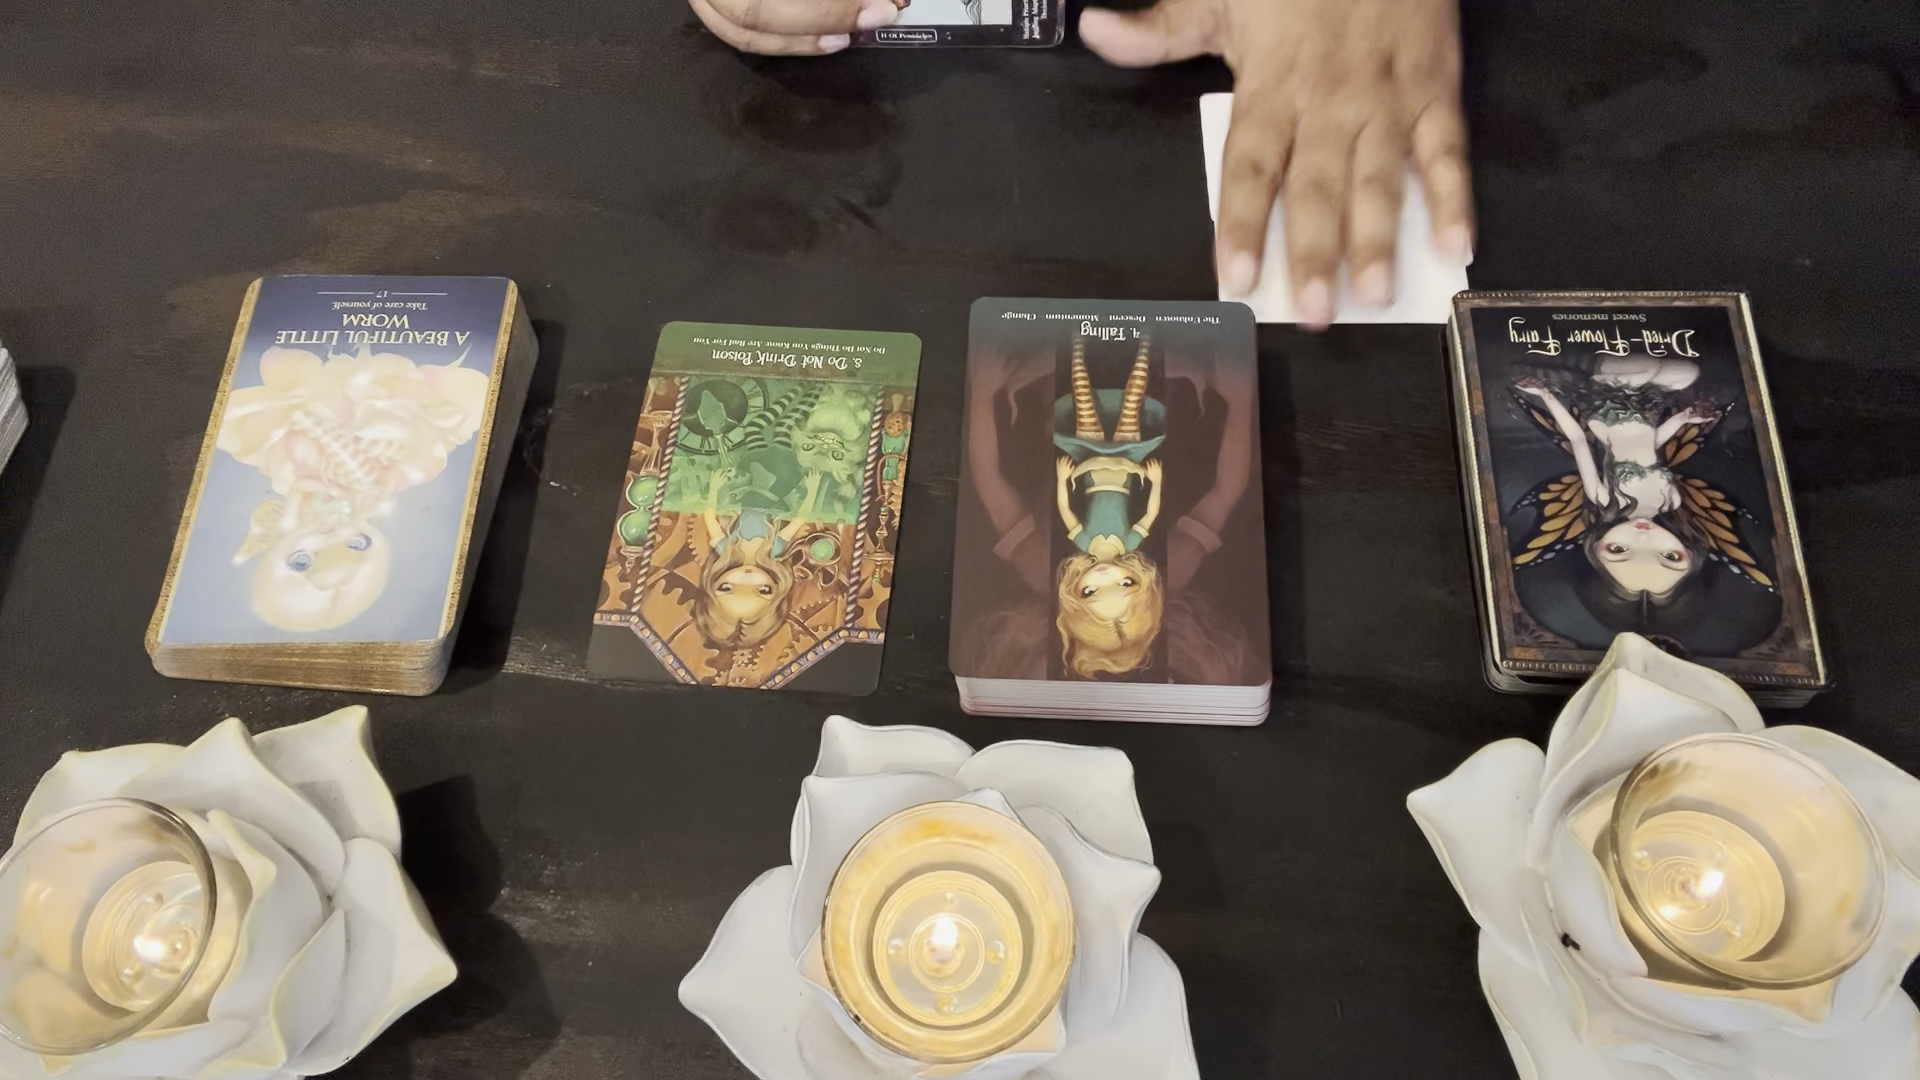 II Of Pentacles
A BEAUTIFUL LITTLE
WORM
Take care of yourself.
17
8. Do Not Drink Poison
Do Not Do Things You Know Are Bad For You
4. Falling
The Unknown Descent Momentum Change
Dried-Flower Fairy
Sweet memories